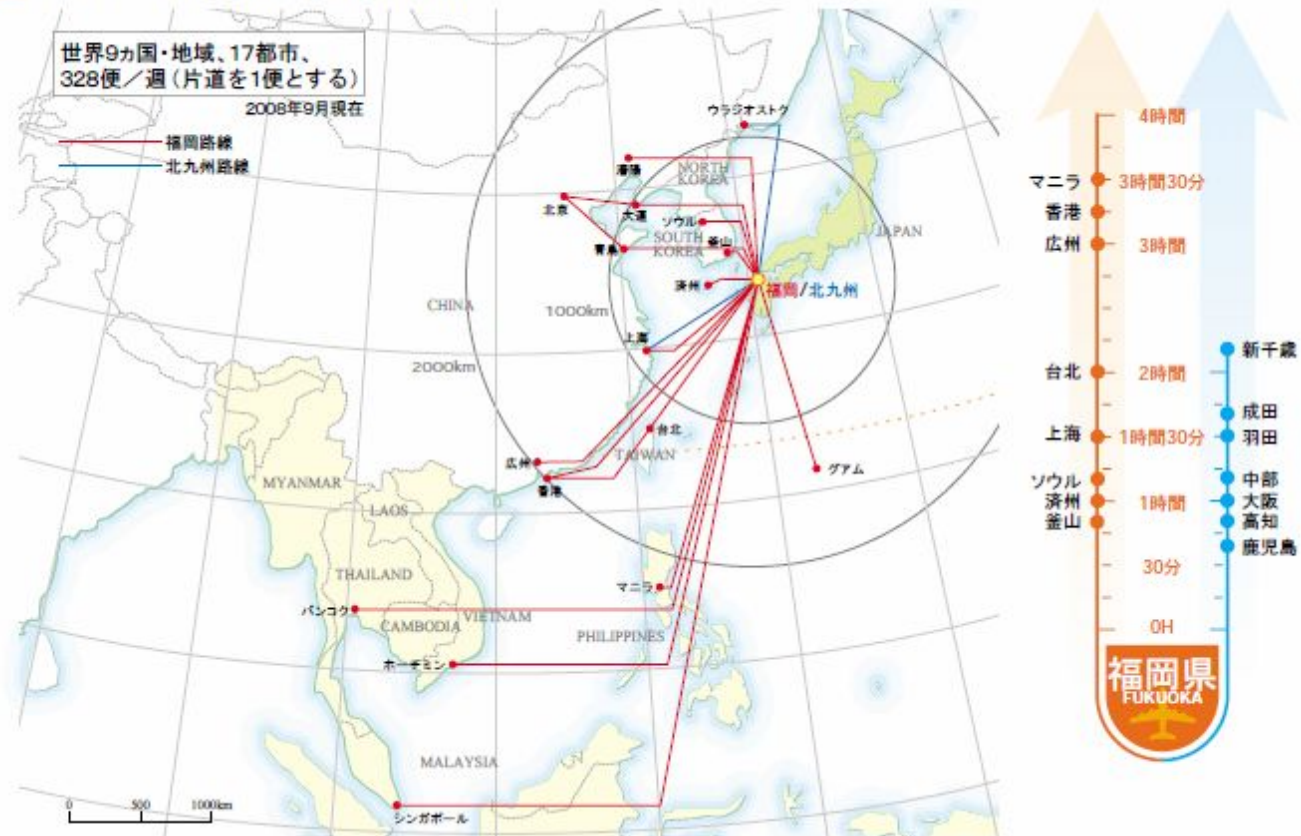 世界9ヵ国・地域、17都市、
328便／週（片道を1便とする）
2008年9月現在
福岡路線
北九州路線
ウラジオストク
瀋陽
NORTH
KOREA
北京
大連
ソウル
SOUTH
KOREA
釜山
青島
JAPAN
済州
福岡/北九州
CHINA
1000km
上海
2000km
台北
TAIWAN
広州
香港
グアム
MYANMAR
LAOS
THAILAND
マニラ
バンコク
CAMBODIA
VIETNAM
PHILIPPINES
ホーチミン
MALAYSIA
シンガポール
0 500 1000km
4時間
マニラ 3時間30分
香港
広州 3時間
新千歳
台北 2時間
成田
上海 1時間30分 羽田
ソウル 中部
済州 1時間 大阪
釜山 高知
鹿児島
30分
0H
福岡県
FUKUOKA